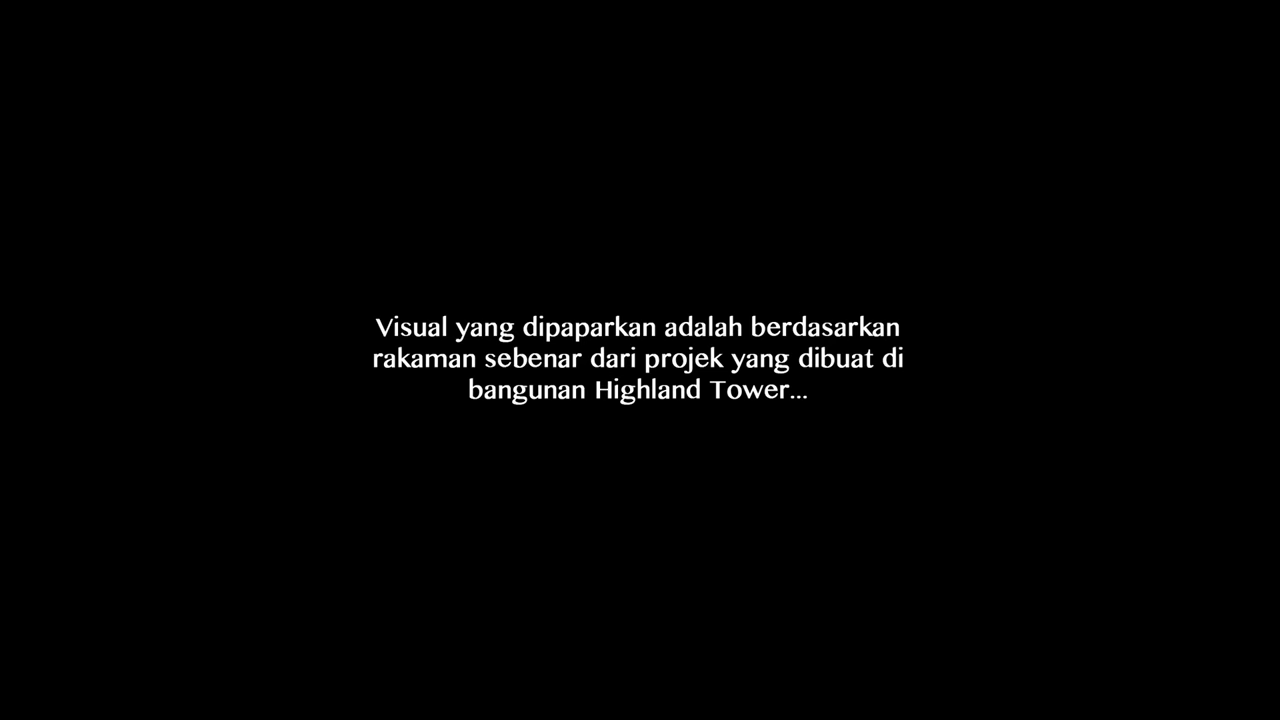 Visual yang dipaparkan adalah berdasarkan
rakaman sebenar dari projek yang dibuat di
bangunan Highland Tower...